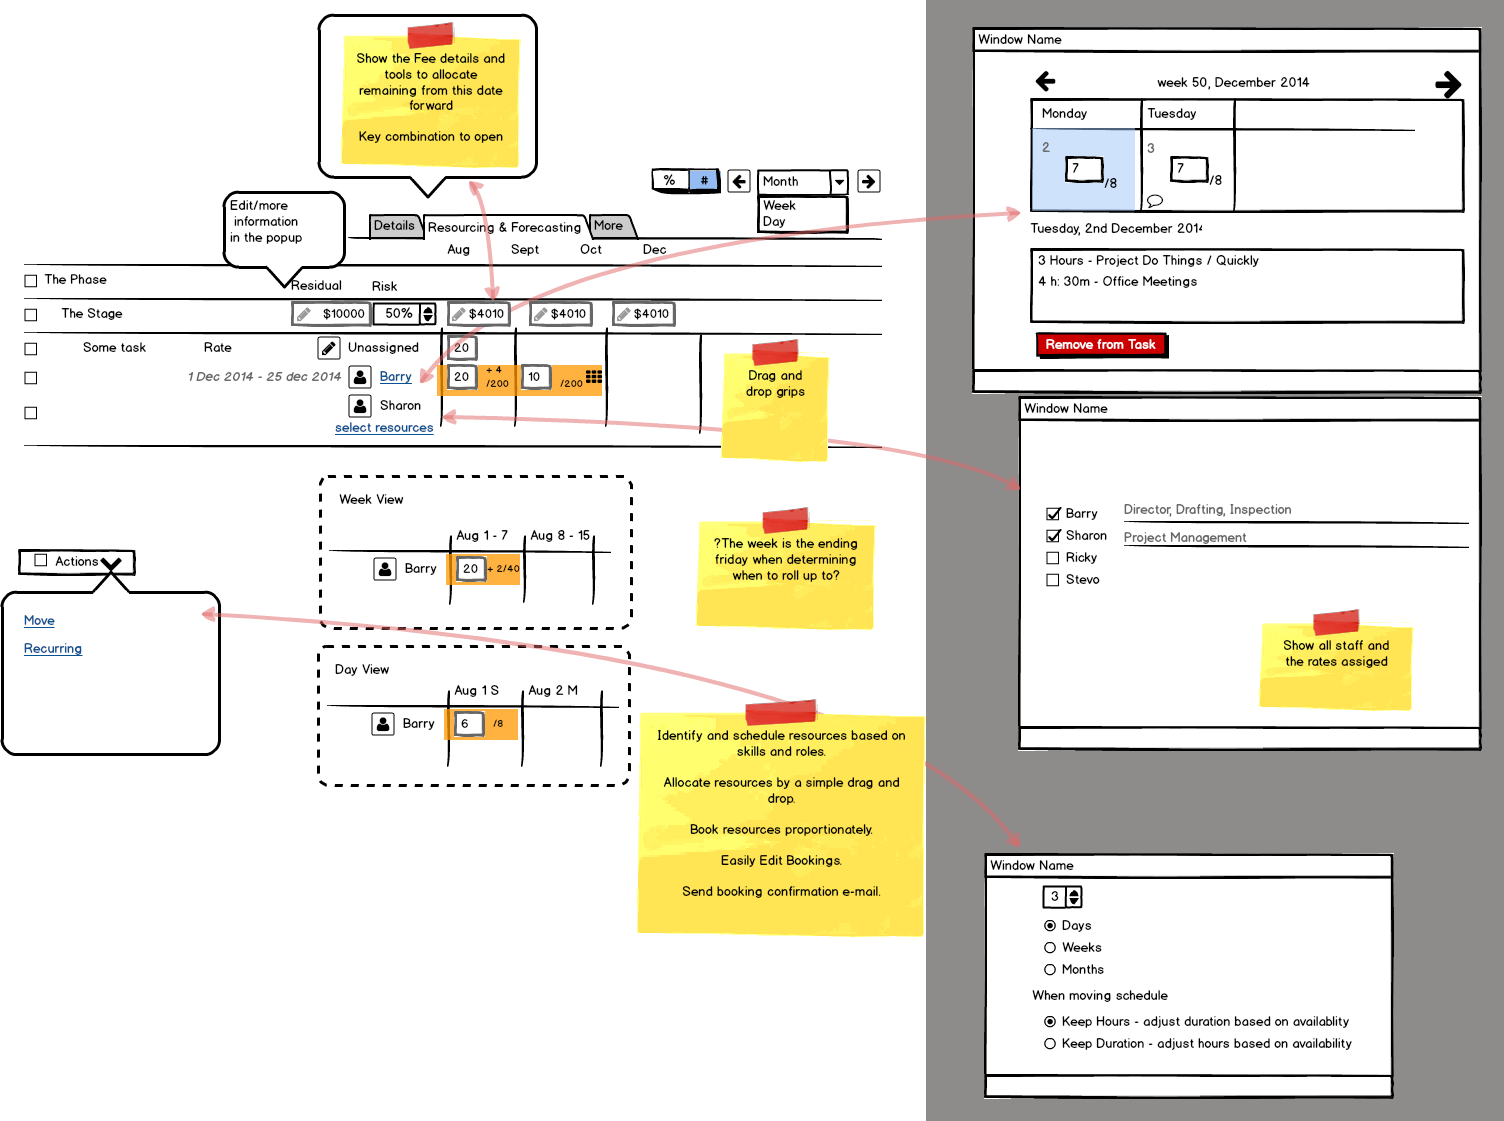 Show the Fee details and
tools to allocate
remaining from this date
forward
Key combination to open
Edit/more
information
in the popup
% #
Month
Week
Day
Details
Resourcing & Forecasting
More
Aug Sept Oct Dec
The Phase
Residual Risk
The Stage
$10000
50%
$4010
$4010
$4010
Some task Rate Unassigned 20
1 Dec 2014 - 25 dec 2014 Barry 20 + 4 /200 10 /200
Sharon
select resources
Drag and
drop grips
Week View
Aug 1 - 7 Aug 8 - 15
Barry 20 + 2/40
?The week is the ending
friday when determining
when to roll up to?
Actions
Move
Recurring
Day View
Aug 1 S Aug 2 M
Barry 6 /8
Identify and schedule resources based on
skills and roles.
Allocate resources by a simple drag and
drop.
Book resources proportionately.
Easily Edit Bookings.
Send booking confirmation e-mail.
Window Name
week 50, December 2014
Monday Tuesday
2 3
7 /8 7 /8
Tuesday, 2nd December 2014
3 Hours - Project Do Things / Quickly
4 h: 30m - Office Meetings
Remove from Task
Window Name
Barry Director, Drafting, Inspection
Sharon Project Management
Ricky
Stevo
Show all staff and
the rates assiged
Window Name
3
Days
Weeks
Months
When moving schedule
Keep Hours - adjust duration based on availablity
Keep Duration - adjust hours based on availability